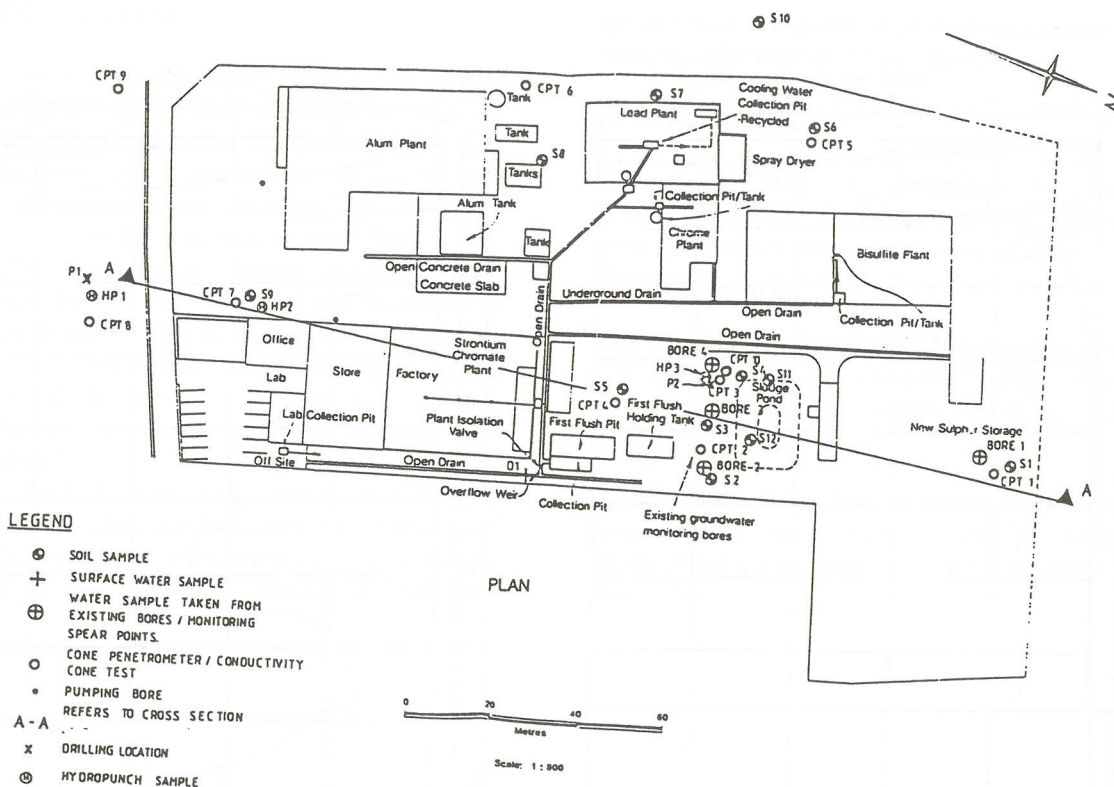 S10
CPT 9
CPT 6
Tank
S7
Cooling Water
Collection Pit
Recycled
Lead Plant
S6
CPT 5
Alum Plant
Tank
S8
Tanks
Spray Dryer
Alum Tank
Collection Pit/Tank
Chrome
Plant
Tank
Bisulfite Plant
P1
A
Open Concrete Drain
Concrete Slab
HP1
CPT 7
S9
HP2
Underground Drain
Open Drain
Open Drain
Collection Pit/Tank
CPT 8
Open Drain
Office
Strontium
Chromate
Plant
BORE 4
CPT 11
HP3
S4
S11
P2
CPT 3
Sludge
Pond
Lab
Store
Factory
S5
CPT 4
First Flush
Holding Tank
BORE 3
Lab Collection Pit
Plant Isolation
Valve
First Flush Pit
S3
S12
CPT 2
New Sulphur Storage
BORE 1
S1
CPT 1
Off Site
Open Drain
O1
BORE-2
S2
A
Overflow Weir
Collection Pit
Existing groundwater
monitoring bores
LEGEND
SOIL SAMPLE
SURFACE WATER SAMPLE
WATER SAMPLE TAKEN FROM
EXISTING BORES / MONITORING
SPEAR POINTS.
CONE PENETROMETER / CONDUCTIVITY
CONE TEST
PUMPING BORE
A-A REFERS TO CROSS SECTION
X DRILLING LOCATION
HYDROPUNCH SAMPLE
PLAN
0 20 40 60
Metres
Scale: 1:500